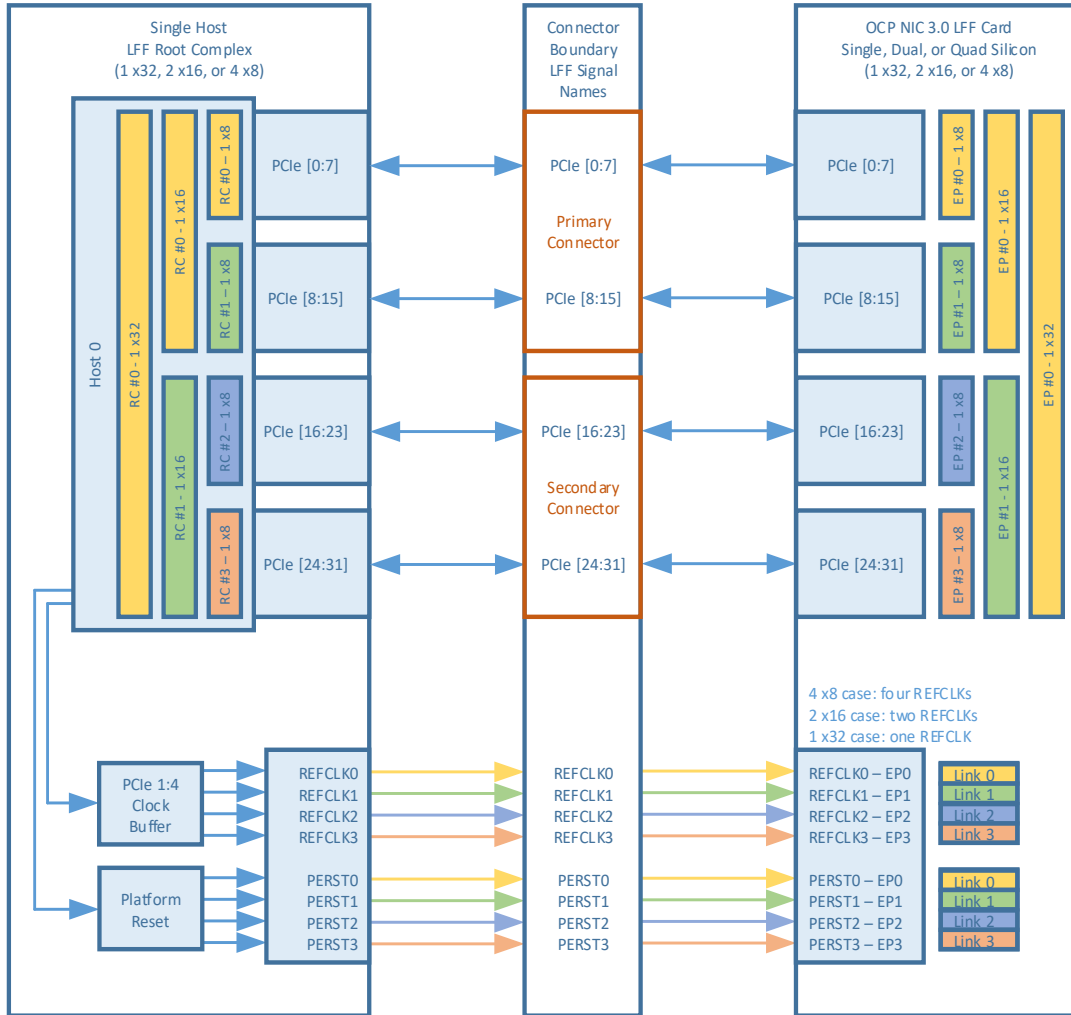 Single Host
LFF Root Complex
(1 x32, 2 x16, or 4 x8)
Connector
Boundary
LFF Signal
Names
OCP NIC 3.0 LFF Card
Single, Dual, or Quad Silicon
(1 x32, 2 x16, or 4 x8)
Host 0
RC #0 - 1 x32
RC #0 - 1 x16
RC #1 - 1 x16
RC #0 – 1 x8
RC #1 – 1 x8
RC #2 – 1 x8
RC #3 – 1 x8
PCIe [0:7]
PCIe [8:15]
PCIe [16:23]
PCIe [24:31]
PCIe [0:7]
Primary
Connector
PCIe [8:15]
PCIe [16:23]
Secondary
Connector
PCIe [24:31]
PCIe [0:7]
PCIe [8:15]
PCIe [16:23]
PCIe [24:31]
EP #0 – 1 x8
EP #1 – 1 x8
EP #2 – 1 x8
EP #3 – 1 x8
EP #0 - 1 x16
EP #1 - 1 x16
EP #0 - 1 x32
4 x8 case: four REFCLKs
2 x16 case: two REFCLKs
1 x32 case: one REFCLK
PCIe 1:4
Clock
Buffer
REFCLK0
REFCLK1
REFCLK2
REFCLK3
REFCLK0
REFCLK1
REFCLK2
REFCLK3
REFCLK0 – EP0
REFCLK1 – EP1
REFCLK2 – EP2
REFCLK3 – EP3
Link 0
Link 1
Link 2
Link 3
Platform
Reset
PERST0
PERST1
PERST2
PERST3
PERST0
PERST1
PERST2
PERST3
PERST0 – EP0
PERST1 – EP1
PERST2 – EP2
PERST3 – EP3
Link 0
Link 1
Link 2
Link 3